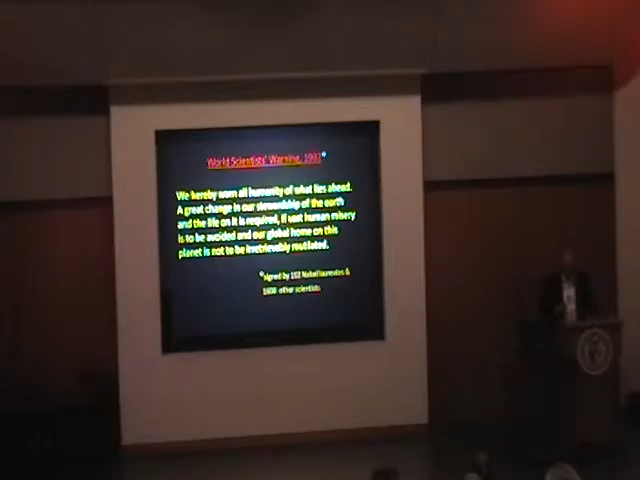 World Scientists' Warning, 1992*
We hereby warn all humanity of what lies ahead.
A great change in our stewardship of the earth
and the life on it is required, if vast human misery
is to be avoided and our global home on this
planet is not to be irretrievably mutilated.
*signed by 102 Nobel laureates &
1600 other scientists